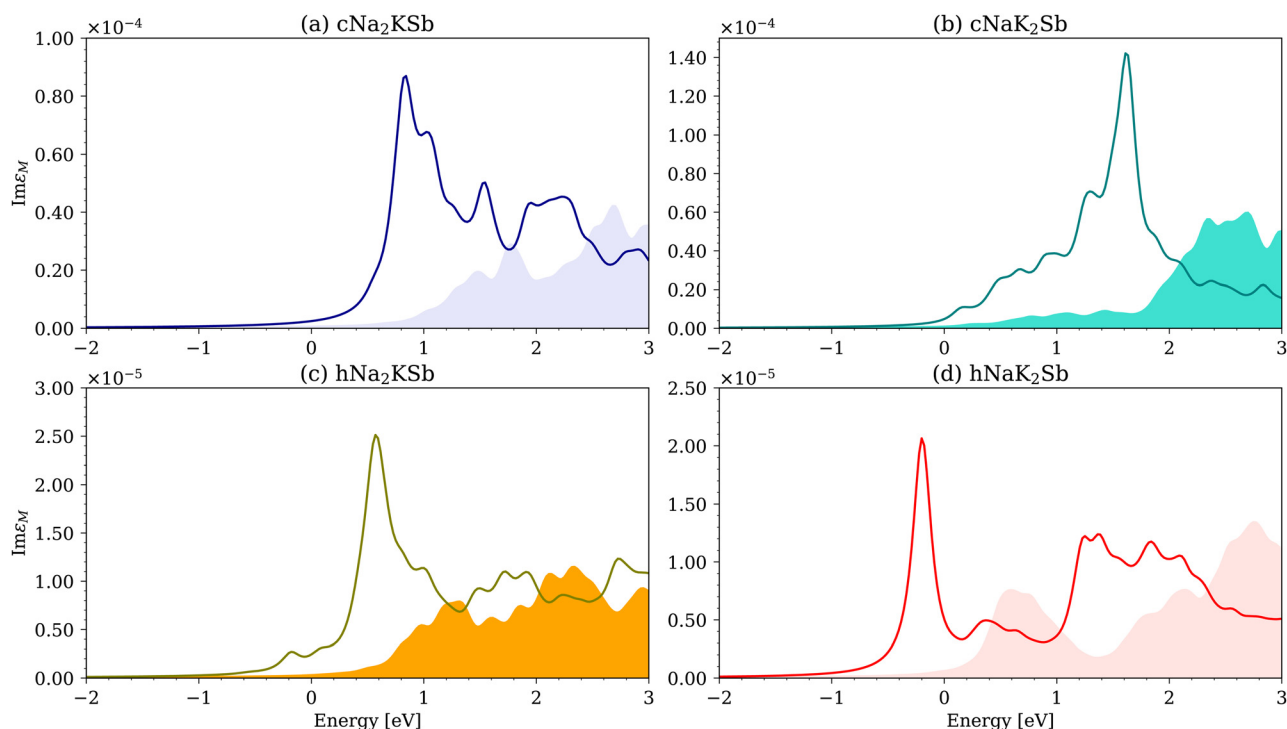 (a) cNa₂KSb
×10⁻⁴
1.00
0.80
0.60
0.40
0.20
0.00
Imε_M
−2 −1 0 1 2 3
(b) cNaK₂Sb
×10⁻⁴
1.40
1.20
1.00
0.80
0.60
0.40
0.20
0.00
−2 −1 0 1 2 3
(c) hNa₂KSb
×10⁻⁵
3.00
2.50
2.00
1.50
1.00
0.50
0.00
Imε_M
−2 −1 0 1 2 3
Energy [eV]
(d) hNaK₂Sb
×10⁻⁵
2.50
2.00
1.50
1.00
0.50
0.00
−2 −1 0 1 2 3
Energy [eV]